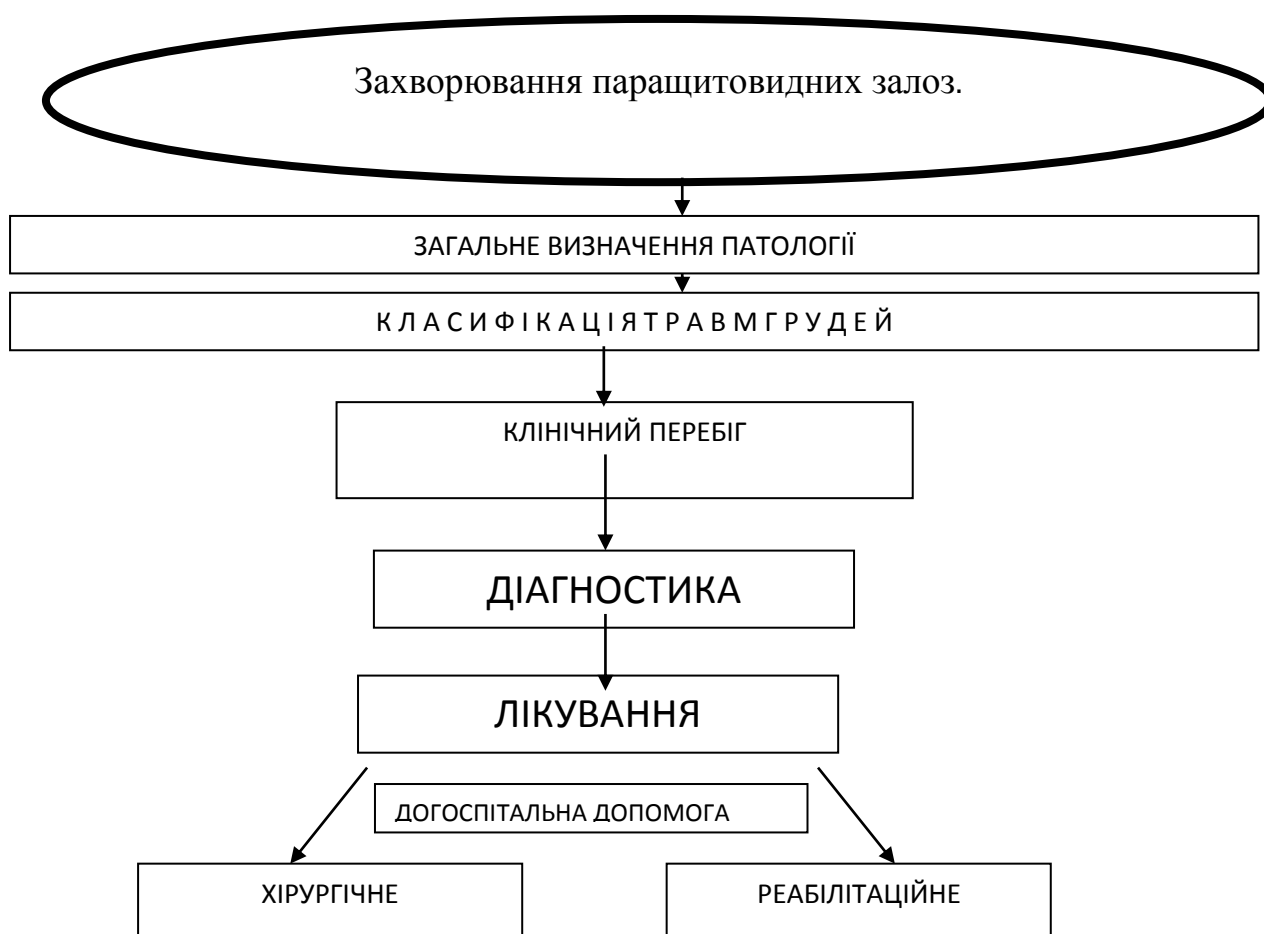 Захворювання паращитовидних залоз.
ЗАГАЛЬНЕ ВИЗНАЧЕННЯ ПАТОЛОГІЇ
К Л А С И Ф І К А Ц І Я Т Р А В М Г Р У Д Е Й
КЛІНІЧНИЙ ПЕРЕБІГ
ДІАГНОСТИКА
ЛІКУВАННЯ
ДОГОСПІТАЛЬНА ДОПОМОГА
ХІРУРГІЧНЕ
РЕАБІЛІТАЦІЙНЕ